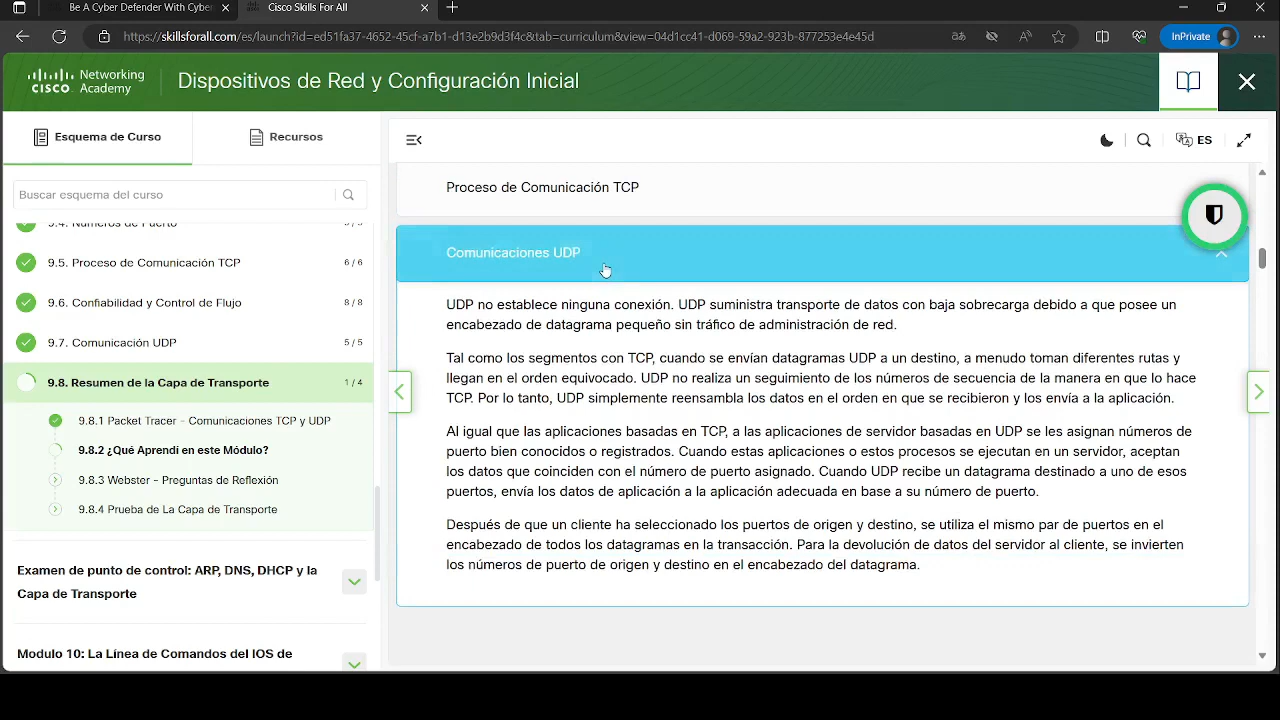 Be A Cyber Defender With Cyber
Cisco Skills For All
https://skillsforall.com/es/launch?id=ed51fa37-4652-45cf-a7b1-d13e2b9d3f4c&tab=curriculum&view=04d1cc41-d069-59a2-923b-877253e4e45d
InPrivate
CISCO Networking Academy
Dispositivos de Red y Configuración Inicial
Esquema de Curso
Recursos
ES
Buscar esquema del curso
9.4. Números de Puerto
9.5. Proceso de Comunicación TCP 6 / 6
9.6. Confiabilidad y Control de Flujo 8 / 8
9.7. Comunicación UDP 5 / 5
9.8. Resumen de la Capa de Transporte 1 / 4
9.8.1 Packet Tracer - Comunicaciones TCP y UDP
9.8.2 ¿Qué Aprendí en este Módulo?
9.8.3 Webster - Preguntas de Reflexión
9.8.4 Prueba de La Capa de Transporte
Examen de punto de control: ARP, DNS, DHCP y la
Capa de Transporte
Modulo 10: La Línea de Comandos del IOS de
Proceso de Comunicación TCP
Comunicaciones UDP
UDP no establece ninguna conexión. UDP suministra transporte de datos con baja sobrecarga debido a que posee un
encabezado de datagrama pequeño sin tráfico de administración de red.
Tal como los segmentos con TCP, cuando se envían datagramas UDP a un destino, a menudo toman diferentes rutas y
llegan en el orden equivocado. UDP no realiza un seguimiento de los números de secuencia de la manera en que lo hace
TCP. Por lo tanto, UDP simplemente reensambla los datos en el orden en que se recibieron y los envía a la aplicación.
Al igual que las aplicaciones basadas en TCP, a las aplicaciones de servidor basadas en UDP se les asignan números de
puerto bien conocidos o registrados. Cuando estas aplicaciones o estos procesos se ejecutan en un servidor, aceptan
los datos que coinciden con el número de puerto asignado. Cuando UDP recibe un datagrama destinado a uno de esos
puertos, envía los datos de aplicación a la aplicación adecuada en base a su número de puerto.
Después de que un cliente ha seleccionado los puertos de origen y destino, se utiliza el mismo par de puertos en el
encabezado de todos los datagramas en la transacción. Para la devolución de datos del servidor al cliente, se invierten
los números de puerto de origen y destino en el encabezado del datagrama.